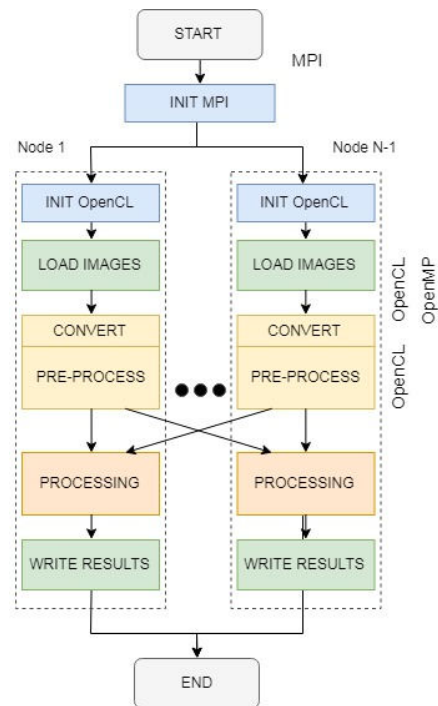 START
MPI
INIT MPI
Node 1
Node N-1
INIT OpenCL
INIT OpenCL
LOAD IMAGES
LOAD IMAGES
OpenCL
OpenMP
CONVERT
CONVERT
PRE-PROCESS
PRE-PROCESS
OpenCL
PROCESSING
PROCESSING
WRITE RESULTS
WRITE RESULTS
END